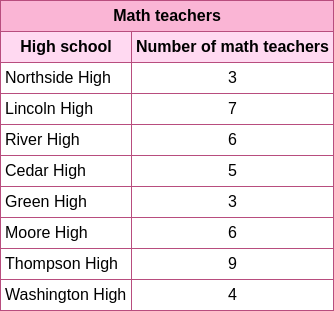 Math teachers
High school Number of math teachers
Northside High 3
Lincoln High 7
River High 6
Cedar High 5
Green High 3
Moore High 6
Thompson High 9
Washington High 4